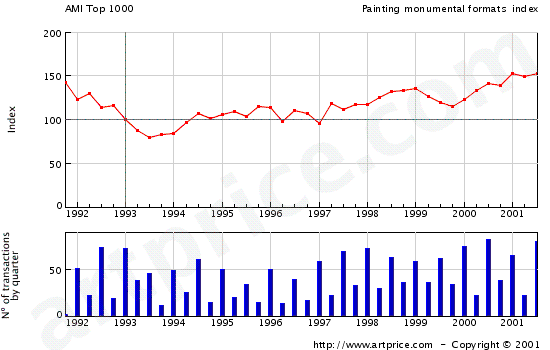 AMI Top 1000
Painting monumental formats index
200
150
100
50
0
Index
1992 1993 1994 1995 1996 1997 1998 1999 2000 2001
artprice.com
50
N° of transactions
by quarter
1992 1993 1994 1995 1996 1997 1998 1999 2000 2001
http://www.artprice.com - Copyright © 2001